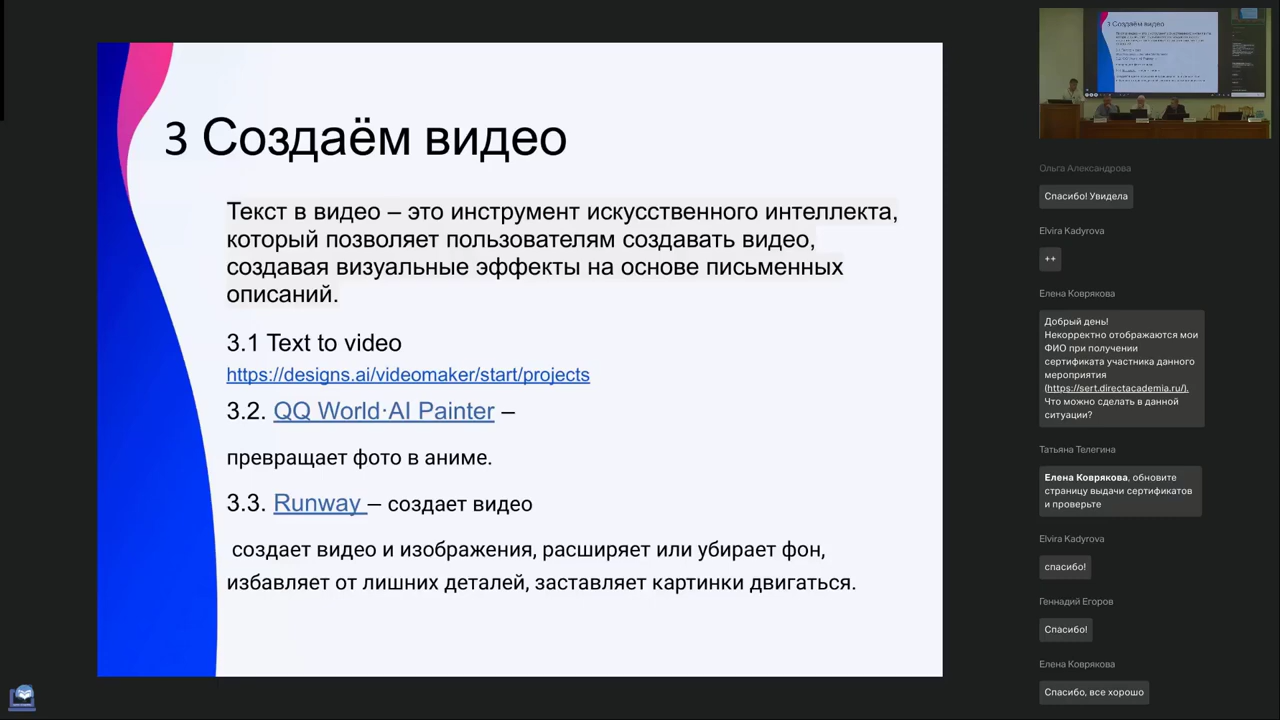 3 Создаём видео
Текст в видео – это инструмент искусственного интеллекта,
который позволяет пользователям создавать видео,
создавая визуальные эффекты на основе письменных
описаний.
3.1 Text to video
https://designs.ai/videomaker/start/projects
3.2. QQ World·AI Painter –
превращает фото в аниме.
3.3. Runway – создает видео
создает видео и изображения, расширяет или убирает фон,
избавляет от лишних деталей, заставляет картинки двигаться.
3 Создаём видео
Ольга Александрова
Спасибо! Увидела
Elvira Kadyrova
++
Елена Коврякова
Добрый день!
Некорректно отображаются мои
ФИО при получении
сертификата участника данного
мероприятия
(https://sert.directacademia.ru/).
Что можно сделать в данной
ситуации?
Татьяна Телегина
Елена Коврякова, обновите
страницу выдачи сертификатов
и проверьте
Elvira Kadyrova
спасибо!
Геннадий Егоров
Спасибо!
Елена Коврякова
Спасибо, все хорошо